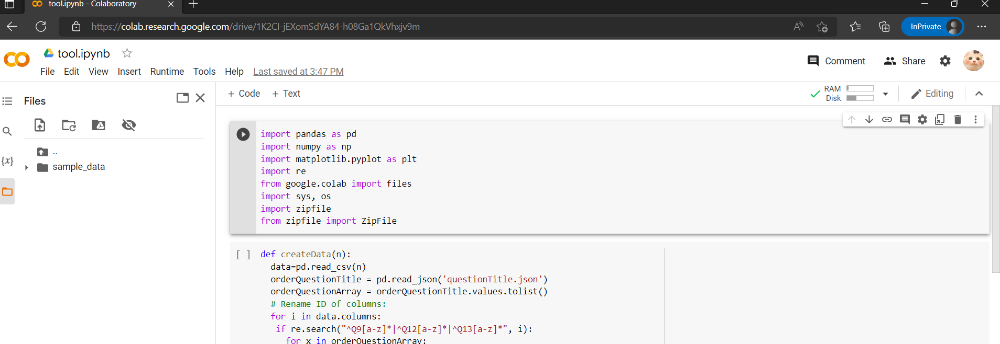 tool.ipynb - Colaboratory
https://colab.research.google.com/drive/1K2CI-jEXomSdYA84-h08Ga1QkVhxjv9m
InPrivate
tool.ipynb
File Edit View Insert Runtime Tools Help Last saved at 3:47 PM
Comment Share
Files
+ Code + Text
RAM
Disk
Editing
..
sample_data
{x}
import pandas as pd
import numpy as np
import matplotlib.pyplot as plt
import re
from google.colab import files
import sys, os
import zipfile
from zipfile import ZipFile
[ ] def createData(n):
data=pd.read_csv(n)
orderQuestionTitle = pd.read_json('questionTitle.json')
orderQuestionArray = orderQuestionTitle.values.tolist()
# Rename ID of columns:
for i in data.columns:
if re.search("^Q9[a-z]*|^Q12[a-z]*|^Q13[a-z]*", i):
for x in orderQuestionArray: